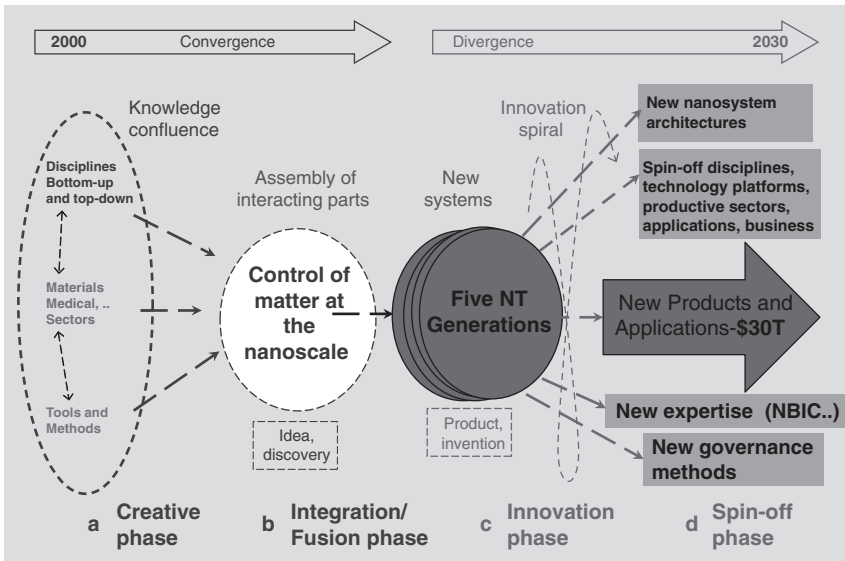 2000 Convergence
Divergence 2030
Knowledge
confluence
Disciplines
Bottom-up
and top-down
Materials
Medical, ..
Sectors
Tools and
Methods
Assembly of
interacting parts
Control of
matter at
the
nanoscale
Idea,
discovery
New
systems
Five NT
Generations
Product,
invention
Innovation
spiral
New nanosystem
architectures
Spin-off disciplines,
technology platforms,
productive sectors,
applications, business
New Products and
Applications-$30T
New expertise (NBIC..)
New governance
methods
a Creative
phase
b Integration/
Fusion phase
c Innovation
phase
d Spin-off
phase